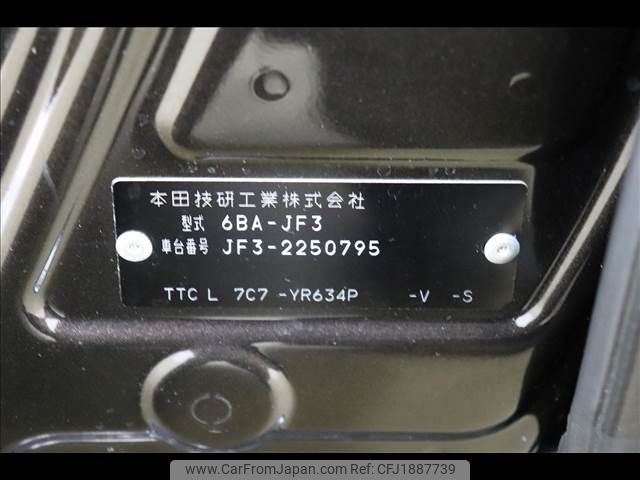 本田技研工業株式会社
型式 6BA-JF3
車台番号 JF3-2250795
TTC L 7C7 -YR634P -V -S
www.CarFromJapan.com
CFJ1887739